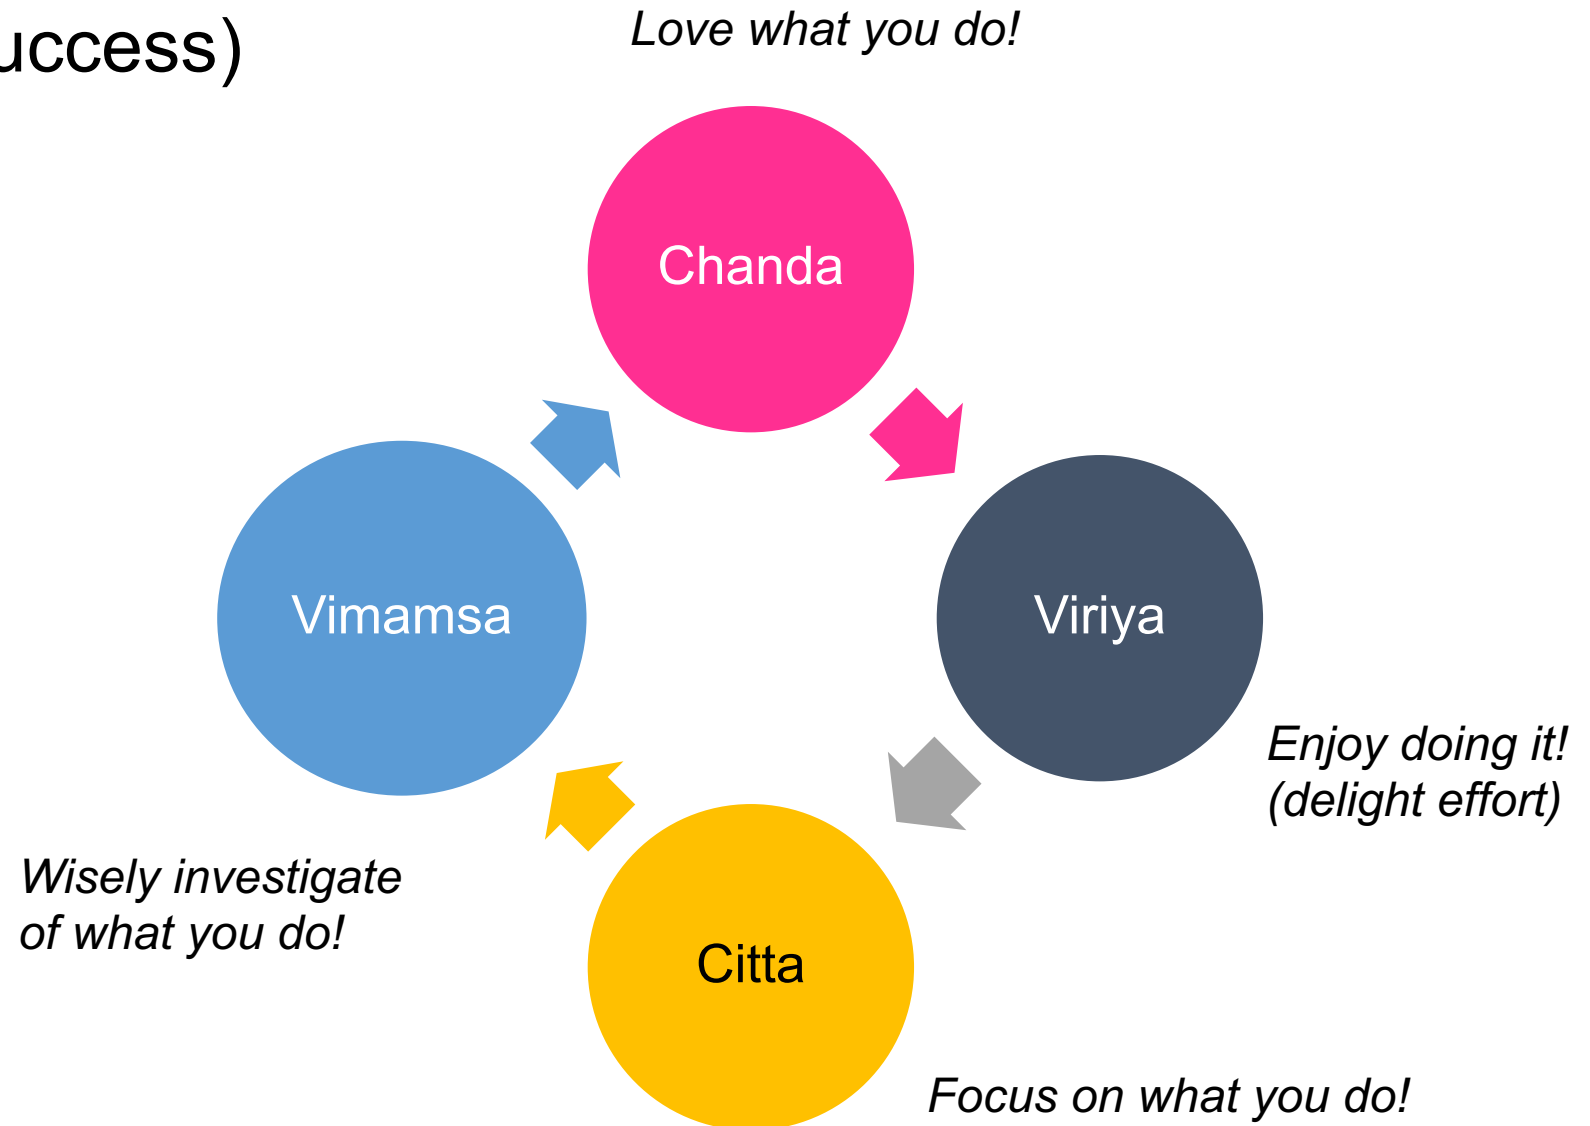 uccess)
Love what you do!
Chanda
Vimamsa
Viriya
Enjoy doing it!
(delight effort)
Wisely investigate
of what you do!
Citta
Focus on what you do!